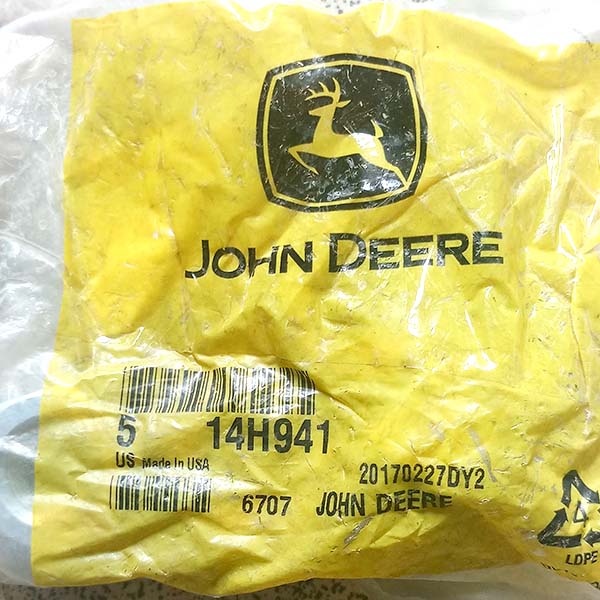 JOHN DEERE
5 14H941
US Made In USA
20170227DY2
6707 JOHN DEERE
4
LDPE